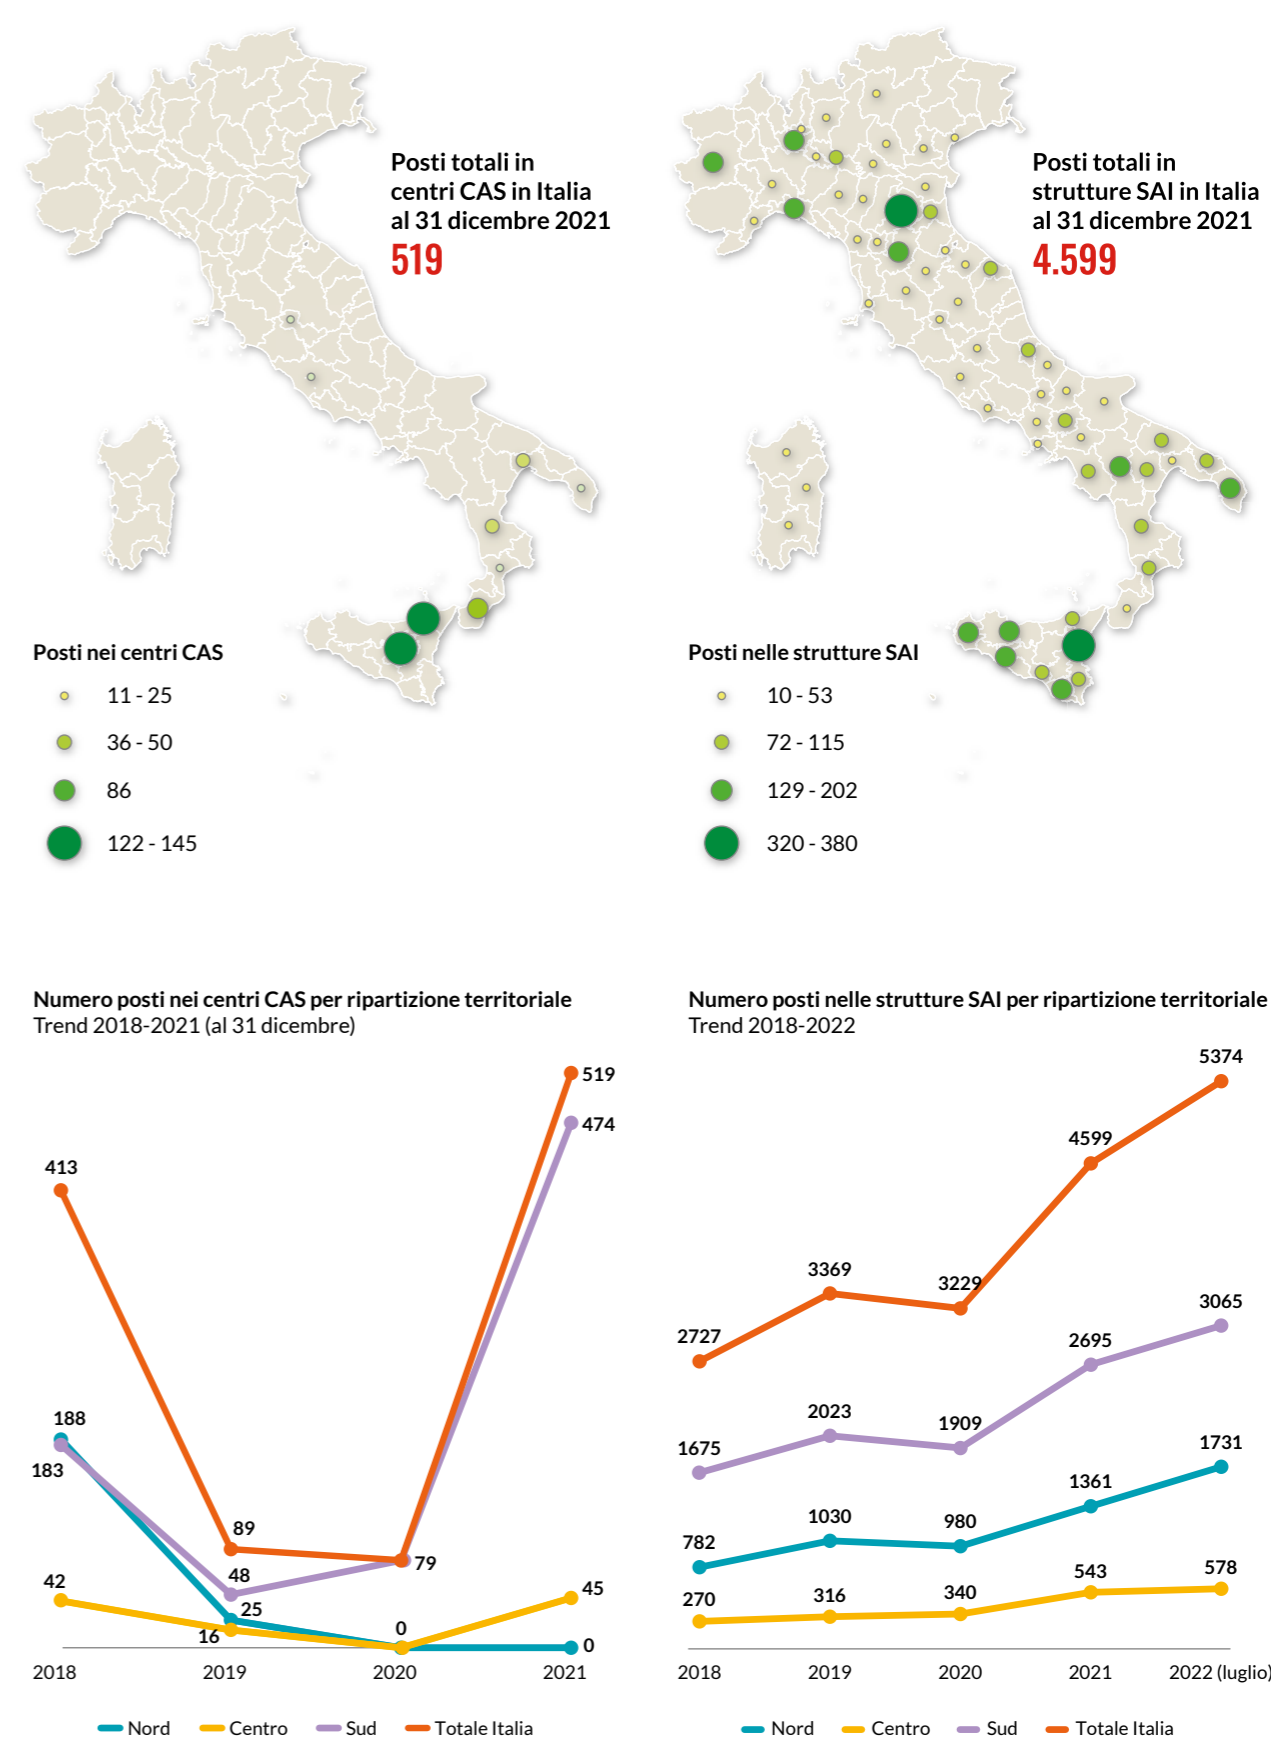 Posti totali in
centri CAS in Italia
al 31 dicembre 2021
519
Posti nei centri CAS
11 - 25
36 - 50
86
122 - 145
Posti totali in
strutture SAI in Italia
al 31 dicembre 2021
4.599
Posti nelle strutture SAI
10 - 53
72 - 115
129 - 202
320 - 380
Numero posti nei centri CAS per ripartizione territoriale
Trend 2018-2021 (al 31 dicembre)
519
474
413
188
183
89
79
48
42
25
16
0
45
0
2018 2019 2020 2021
Nord Centro Sud Totale Italia
Numero posti nelle strutture SAI per ripartizione territoriale
Trend 2018-2022
2727 3369 3229 4599 5374
1675 2023 1909 2695 3065
782 1030 980 1361 1731
270 316 340 543 578
2018 2019 2020 2021 2022 (luglio)
Nord Centro Sud Totale Italia